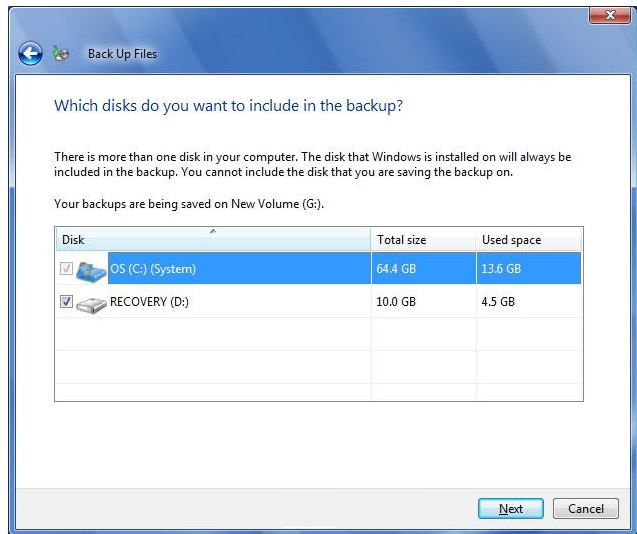 Back Up Files
Which disks do you want to include in the backup?
There is more than one disk in your computer. The disk that Windows is installed on will always be
included in the backup. You cannot include the disk that you are saving the backup on.
Your backups are being saved on New Volume (G:).
Disk Total size Used space
OS (C:) (System) 64.4 GB 13.6 GB
RECOVERY (D:) 10.0 GB 4.5 GB
Next Cancel